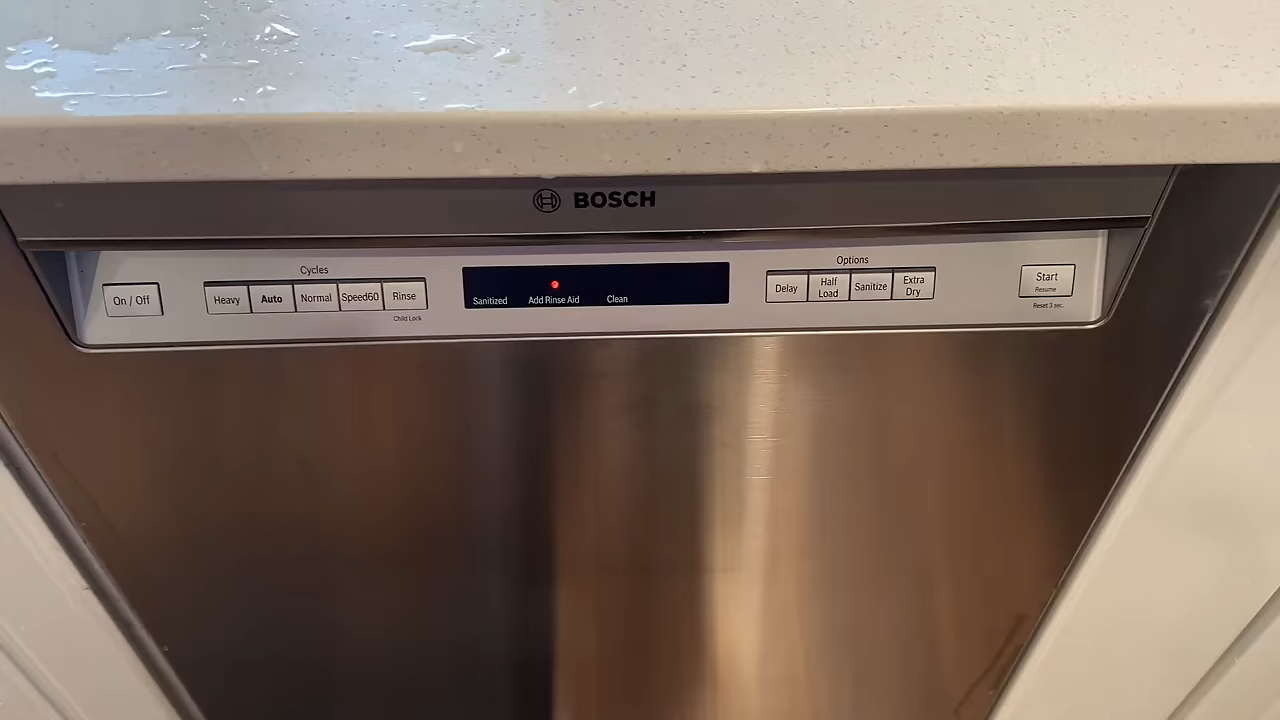 BOSCH
Cycles
Options
On / Off
Heavy
Auto
Normal
Speed60
Rinse
Child Lock
Sanitized
Add Rinse Aid
Clean
Delay
Half
Load
Sanitize
Extra
Dry
Start
Resume
Reset 3 sec.